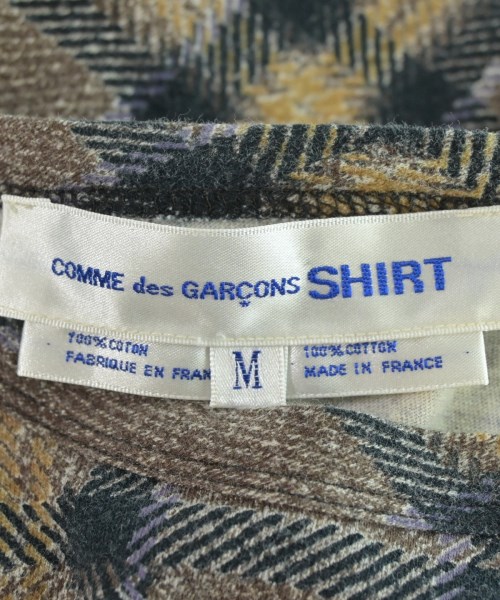 COMME des GARÇONS SHIRT
100% COTON
FABRIQUE EN FRAN
M
100% COTTON
MADE IN FRANCE